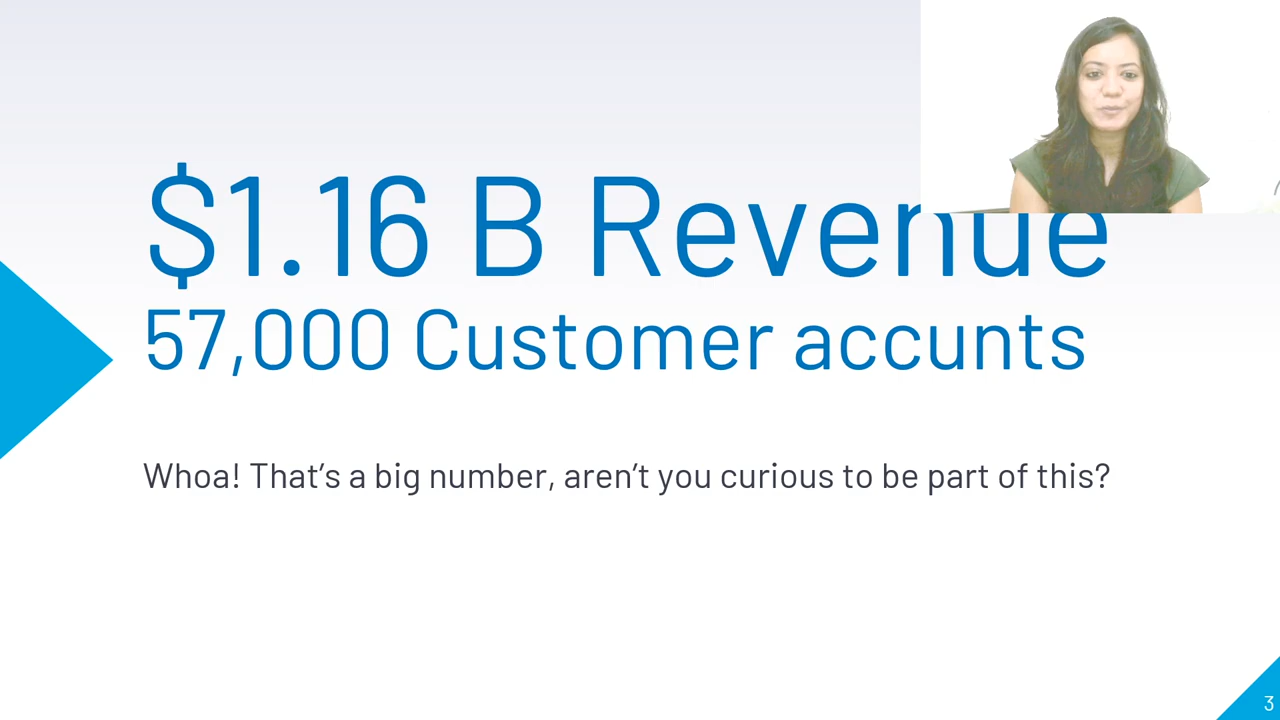 $1.16 B Revenue
57,000 Customer accunts
Whoa! That’s a big number, aren’t you curious to be part of this?
3